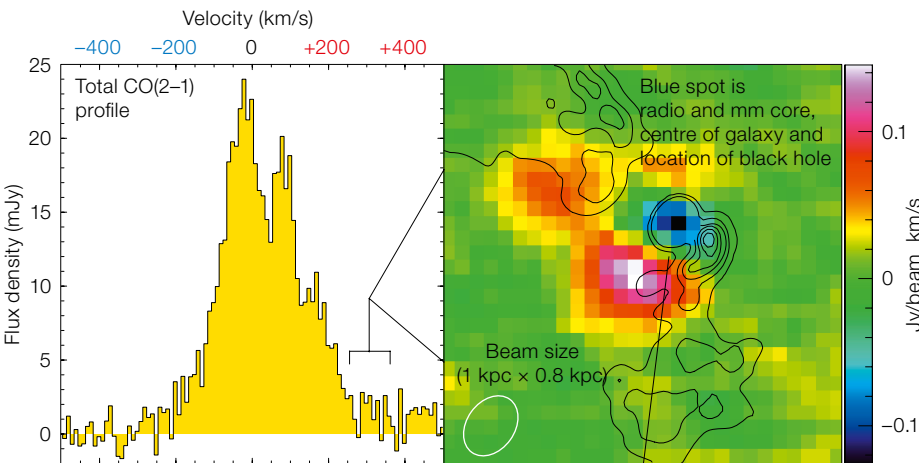 Velocity (km/s)
−400 −200 0 +200 +400
25
20
15
10
5
0
Flux density (mJy)
Total CO(2–1)
profile
Blue spot is
radio and mm core,
centre of galaxy and
location of black hole
Beam size
(1 kpc × 0.8 kpc)
0.1
0
−0.1
Jy/beam km/s